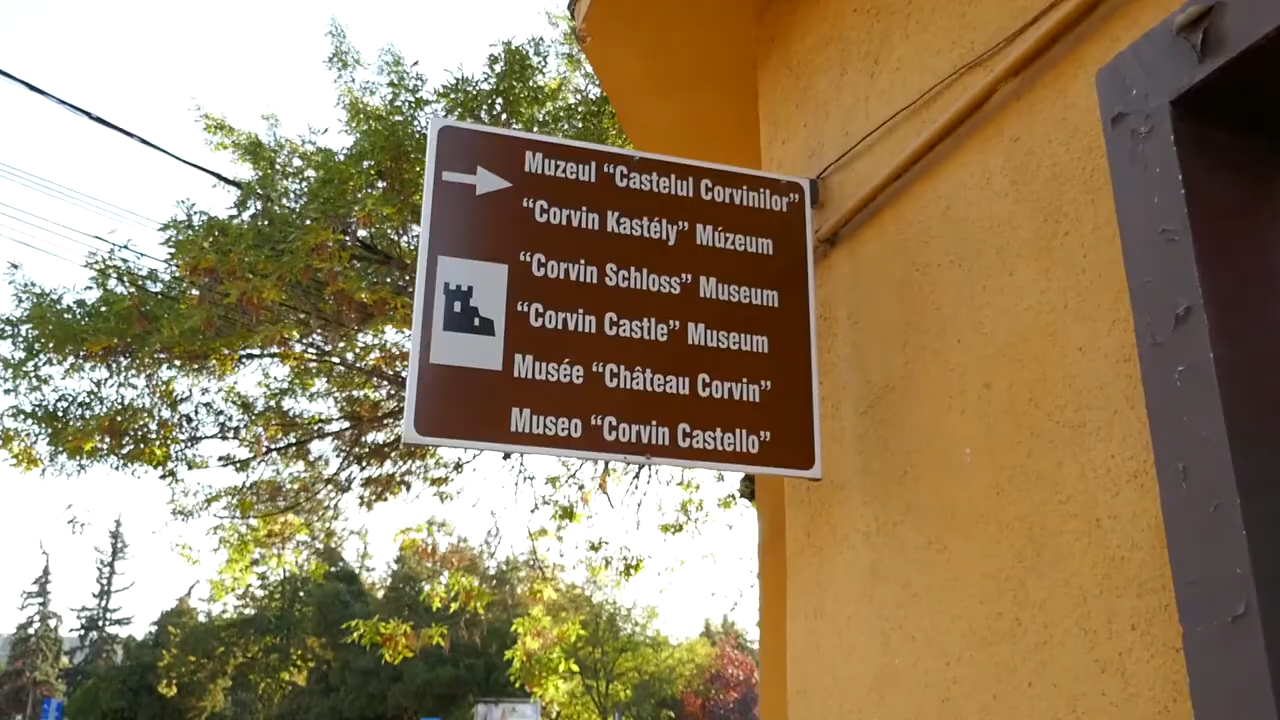 Muzeul “Castelul Corvinilor”
“Corvin Kastély” Múzeum
“Corvin Schloss” Museum
“Corvin Castle” Museum
Musée “Château Corvin”
Museo “Corvin Castello”